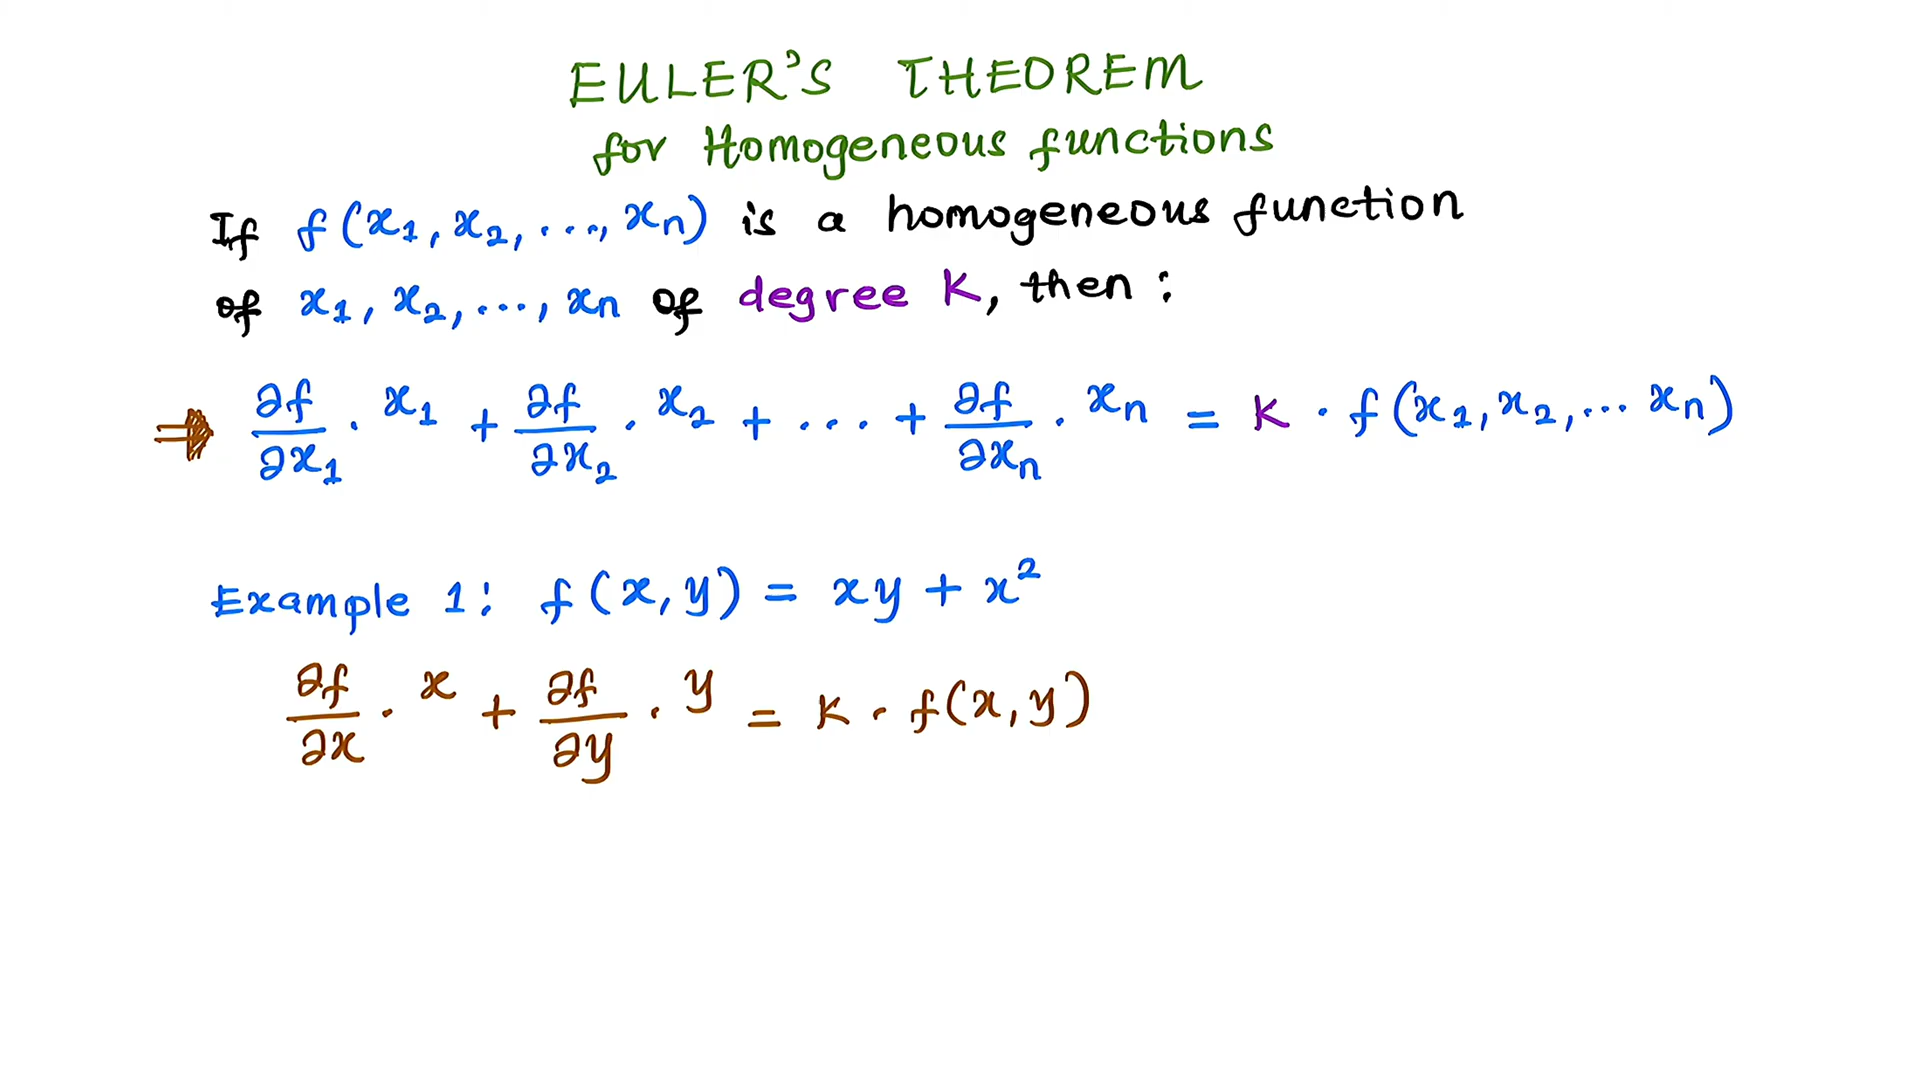 EULER'S THEOREM
for Homogeneous functions
If f(x₁, x₂, ..., xₙ) is a homogeneous function
of x₁, x₂, ..., xₙ of degree K, then :
⇒ ∂f/∂x₁ · x₁ + ∂f/∂x₂ · x₂ + ... + ∂f/∂xₙ · xₙ = K · f(x₁, x₂, ... xₙ)
Example 1: f(x, y) = xy + x²
∂f/∂x · x + ∂f/∂y · y = K · f(x, y)